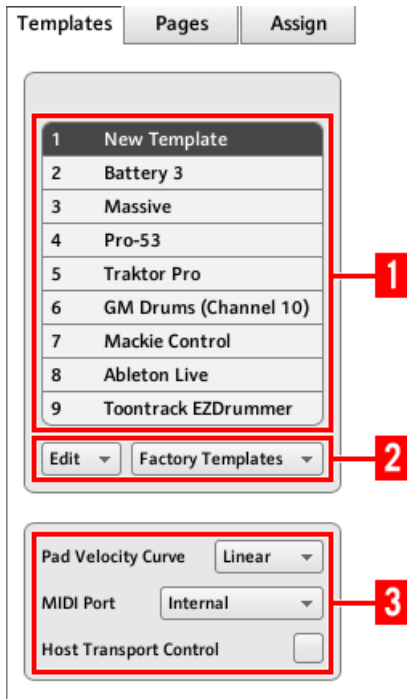 Templates Pages Assign
1 New Template
2 Battery 3
3 Massive
4 Pro-53
5 Traktor Pro
6 GM Drums (Channel 10)
7 Mackie Control
8 Ableton Live
9 Toontrack EZDrummer
1
Edit Factory Templates
2
Pad Velocity Curve Linear
MIDI Port Internal
3
Host Transport Control